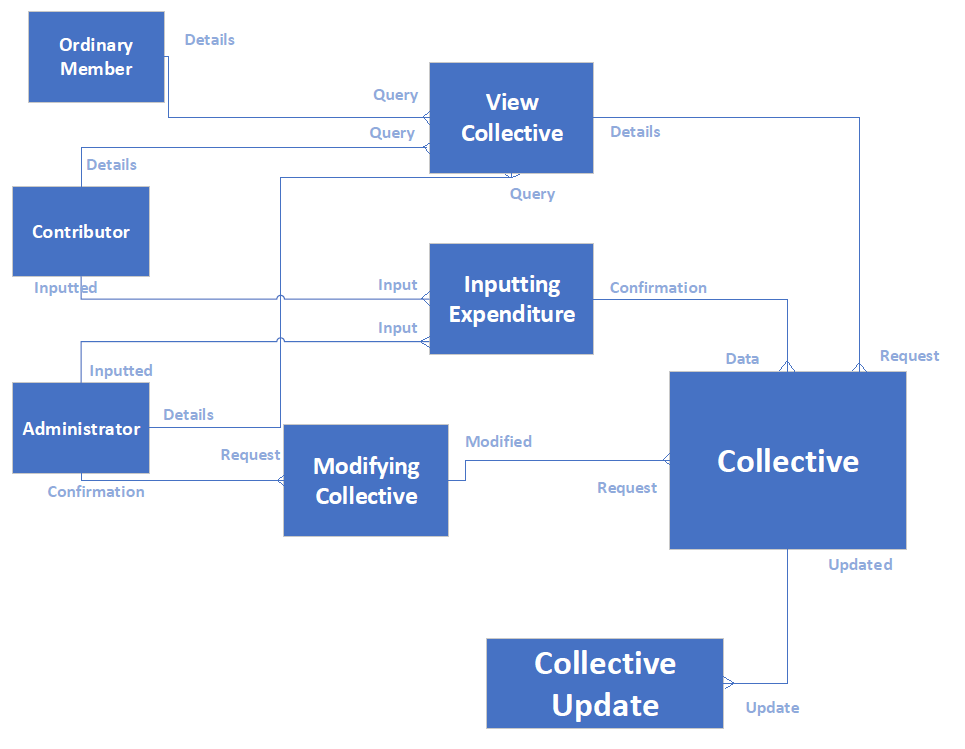 Ordinary
Member
Details
Query
View
Collective
Query
Details
Details
Query
Contributor
Inputted
Input
Inputting
Expenditure
Confirmation
Input
Inputted
Data
Request
Administrator
Details
Request
Confirmation
Modifying
Collective
Modified
Request
Collective
Updated
Collective
Update
Update